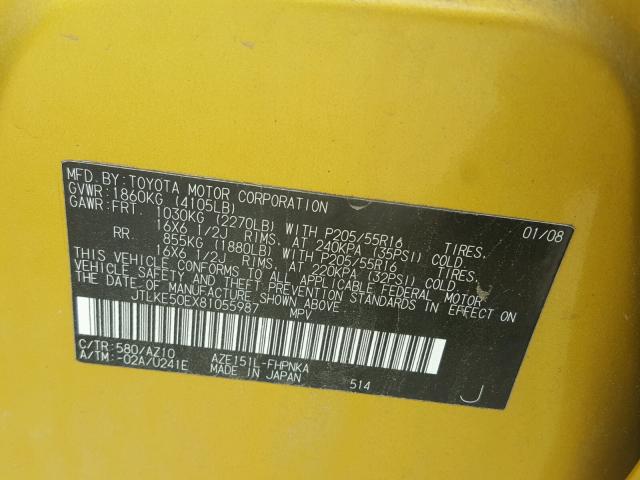 MFD.BY:TOYOTA MOTOR CORPORATION 01/08
GVWR:1860KG (4105LB)
GAWR:FRT. 1030KG (2270LB) WITH P205/55R16 TIRES,
16X6 1/2J RIMS, AT 240KPA (35PSI) COLD
RR 855KG (1880LB) WITH P205/55R16 TIRES,
16X6 1/2J RIMS, AT 220KPA (32PSI) COLD
THIS VEHICLE CONFORMS TO ALL APPLICABLE FEDERAL MOTOR
VEHICLE SAFETY AND THEFT PREVENTION STANDARDS IN EFFECT ON
THE DATE OF MANUFACTURE SHOWN ABOVE.
JTLKE50EX81055987 MPV
C/TR:580/AZ10 AZE151L-FHPNKA
A/TM:-02A/U241E MADE IN JAPAN 514 J